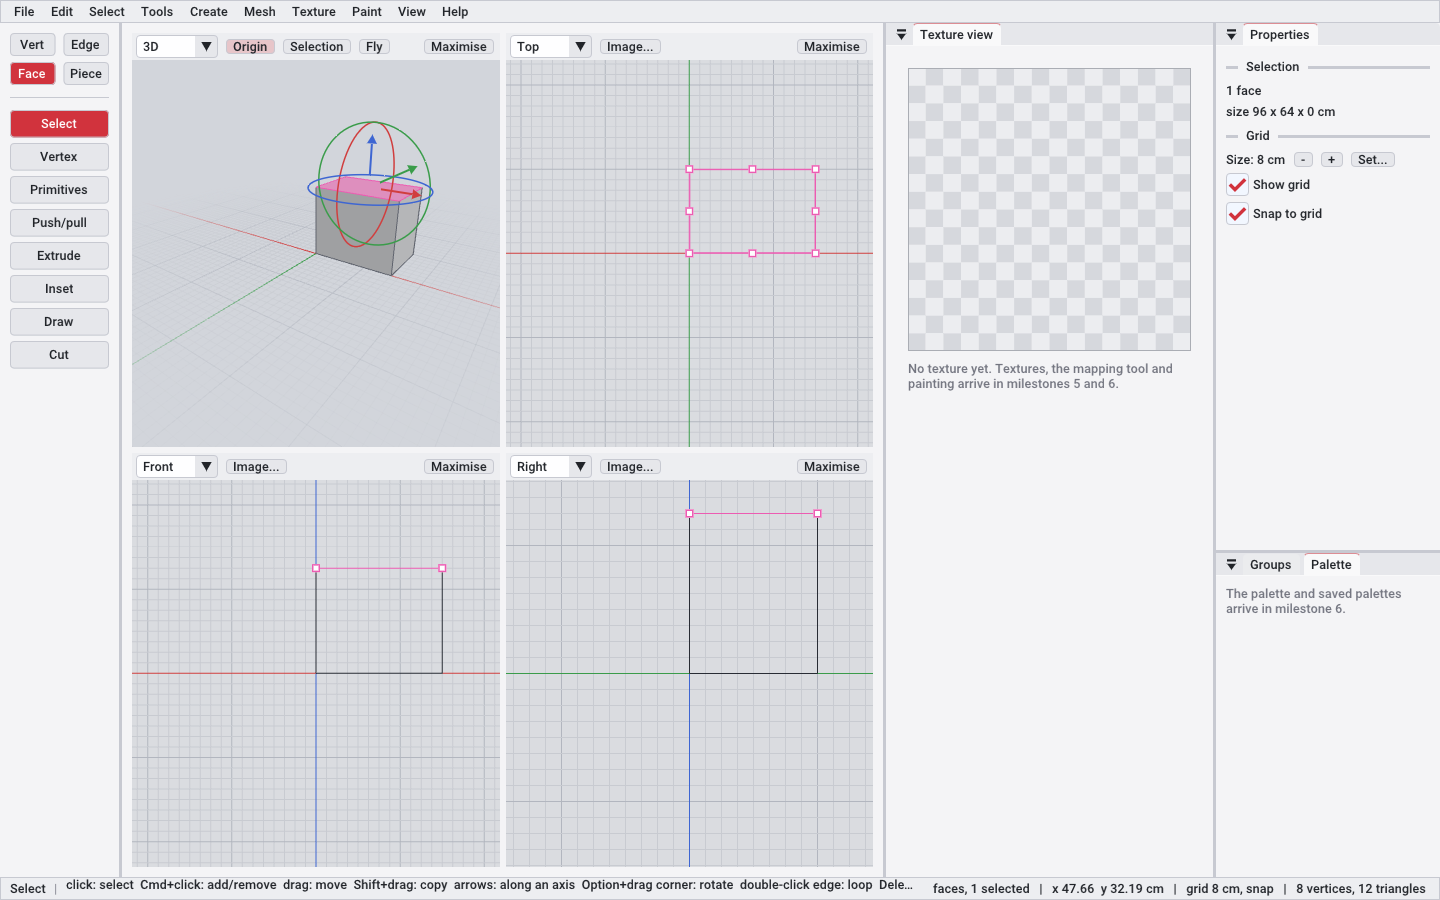 File Edit Select Tools Create Mesh Texture Paint View Help
Vert Edge
Face Piece
Select
Vertex
Primitives
Push/pull
Extrude
Inset
Draw
Cut
3D Origin Selection Fly Maximise
Top Image... Maximise
Front Image... Maximise
Right Image... Maximise
Texture view
No texture yet. Textures, the mapping tool and
painting arrive in milestones 5 and 6.
Properties
Selection
1 face
size 96 x 64 x 0 cm
Grid
Size: 8 cm - + Set...
Show grid
Snap to grid
Groups Palette
The palette and saved palettes
arrive in milestone 6.
Select | click: select Cmd+click: add/remove drag: move Shift+drag: copy arrows: along an axis Option+drag corner: rotate double-click edge: loop Dele... faces, 1 selected | x 47.66 y 32.19 cm | grid 8 cm, snap | 8 vertices, 12 triangles